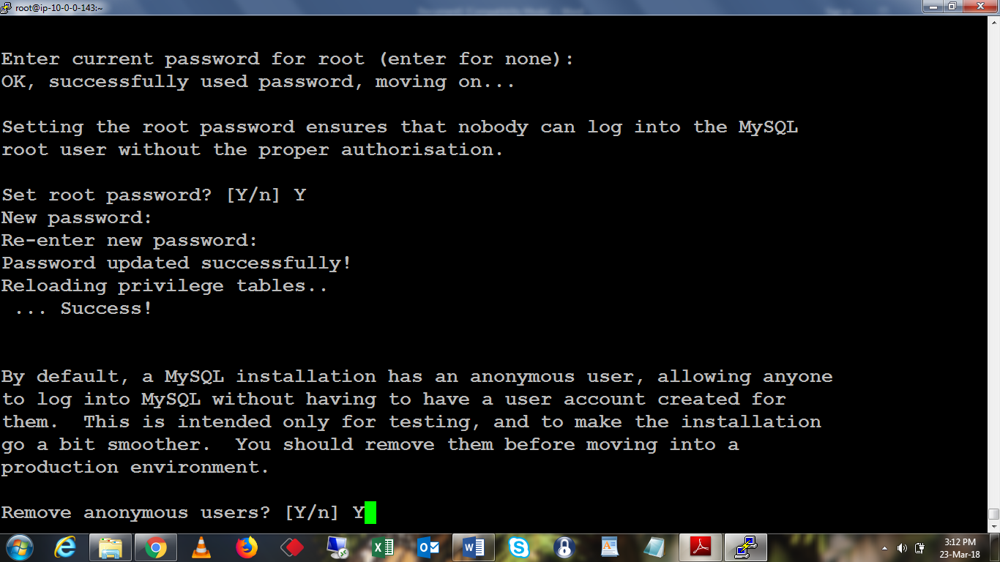 root@ip-10-0-0-143:~
Enter current password for root (enter for none):
OK, successfully used password, moving on...
Setting the root password ensures that nobody can log into the MySQL
root user without the proper authorisation.
Set root password? [Y/n] Y
New password:
Re-enter new password:
Password updated successfully!
Reloading privilege tables..
 ... Success!
By default, a MySQL installation has an anonymous user, allowing anyone
to log into MySQL without having to have a user account created for
them.  This is intended only for testing, and to make the installation
go a bit smoother.  You should remove them before moving into a
production environment.
Remove anonymous users? [Y/n] Y
3:12 PM
23-Mar-18